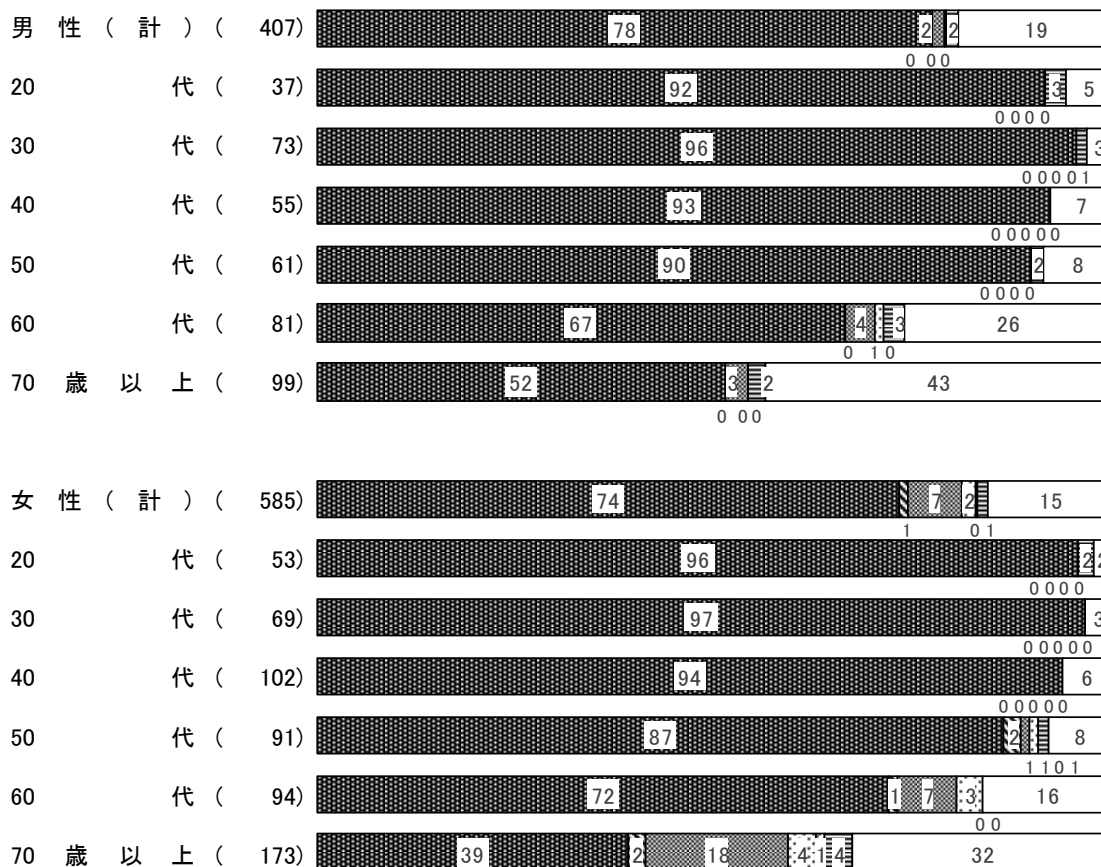 男性（計）( 407) 78 2 2 19
0 0 0
20 代 ( 37) 92 3 5
0 0 0 0
30 代 ( 73) 96 3
0 0 0 0 1
40 代 ( 55) 93 7
0 0 0 0 0
50 代 ( 61) 90 2 8
0 0 0 0
60 代 ( 81) 67 4 3 26
0 1 0
70 歳以上 ( 99) 52 3 2 43
0 0 0
女性（計）( 585) 74 7 2 15
1 0 1
20 代 ( 53) 96 2 2
0 0 0 0
30 代 ( 69) 97 3
0 0 0 0 0
40 代 ( 102) 94 6
0 0 0 0 0
50 代 ( 91) 87 2 8
1 1 0 1
60 代 ( 94) 72 1 7 3 16
0 0
70 歳以上 ( 173) 39 2 18 4 1 4 32